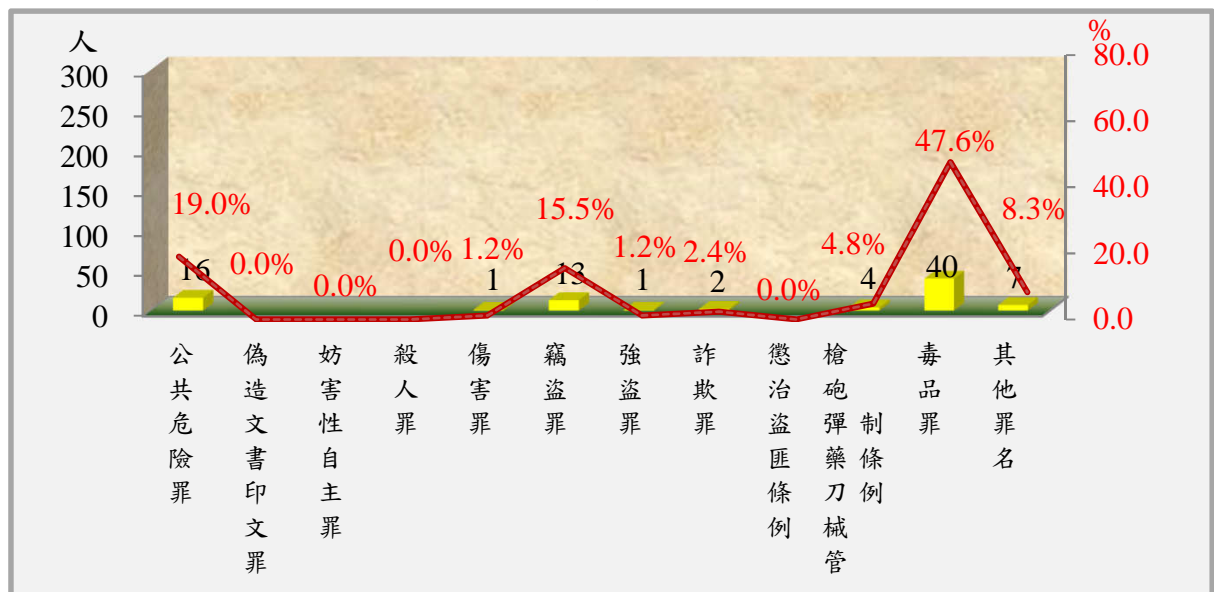 人
%
300
250
200
150
100
50
0
80.0
60.0
40.0
20.0
0.0
19.0%
0.0%
0.0%
0.0%
1.2%
15.5%
1.2%
2.4%
0.0%
4.8%
47.6%
8.3%
16
1
13
1
2
4
40
7
公共危險罪
偽造文書印文罪
妨害性自主罪
殺人罪
傷害罪
竊盜罪
強盜罪
詐欺罪
懲治盜匪條例
槍砲彈藥刀械管
制條例
毒品罪
其他罪名